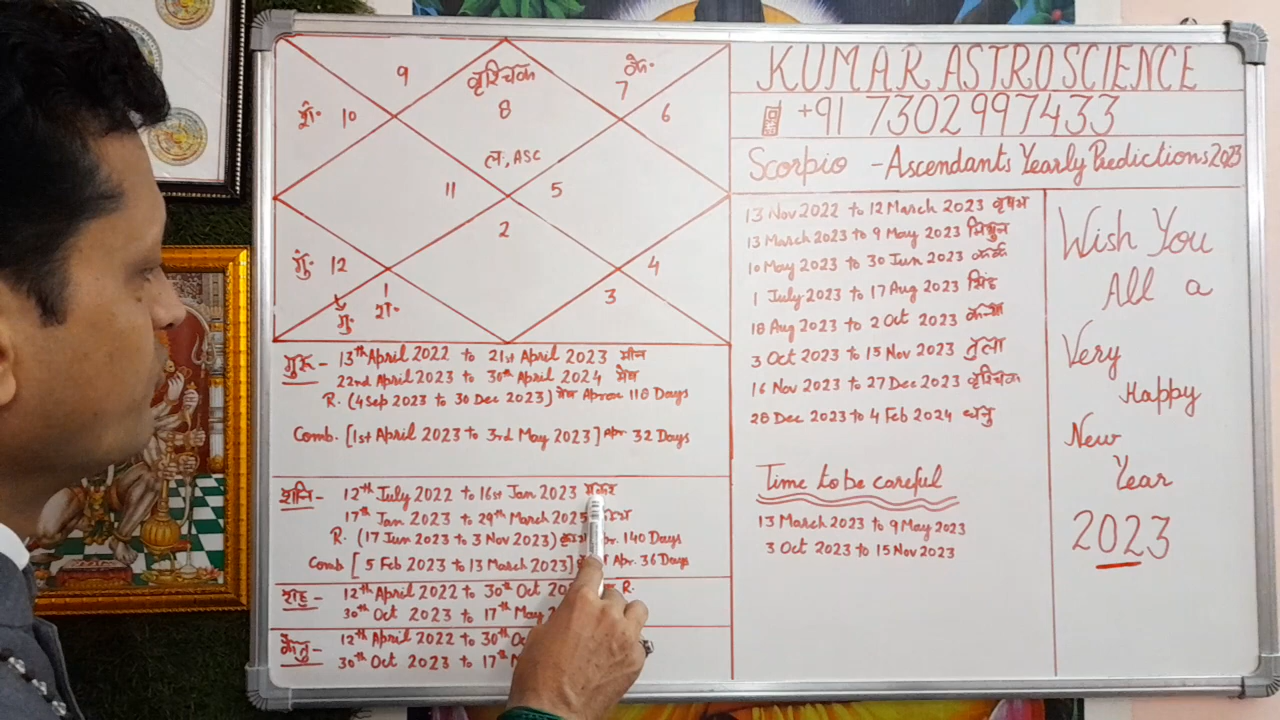 9
वृश्चिक
8
के॰
7
6
श॰ 10
ल॰, ASC
11
5
2
गु॰ 12
1
4
3
गु॰ रा॰
गुरू - 13th April 2022 to 21st April 2023 मीन
22nd April 2023 to 30th April 2024 मेष
R. (4 Sep 2023 to 30 Dec 2023) मेष Aprox 118 Days
Comb. [1st April 2023 to 3rd May 2023] Apr 32 Days
शनि - 12th July 2022 to 16st Jan 2023 मकर
17th Jan 2023 to 29th March 2025
R. (17 Jun 2023 to 3 Nov 2023) 140 Days
Comb [5 Feb 2023 to 13 March 2023] Apr. 36 Days
राहु - 12th April 2022 to 30th Oct R.
30th Oct 2023 to 17th May
केतु - 12th April 2022 to 30th
30th Oct 2023 to 17th
KUMAR ASTROSCIENCE
+91 7302997433
Scorpio - Ascendants Yearly Predictions 2023
13 Nov 2022 to 12 March 2023 वृषभ
13 March 2023 to 9 May 2023 मिथुन
10 May 2023 to 30 Jun 2023 कर्क
1 July 2023 to 17 Aug 2023 सिंह
18 Aug 2023 to 2 Oct 2023 कन्या
3 Oct 2023 to 15 Nov 2023 तुला
16 Nov 2023 to 27 Dec 2023 वृश्चिक
28 Dec 2023 to 4 Feb 2024 धनु
Time to be careful
13 March 2023 to 9 May 2023
3 Oct 2023 to 15 Nov 2023
Wish You
All a
Very
Happy
New
Year
2023